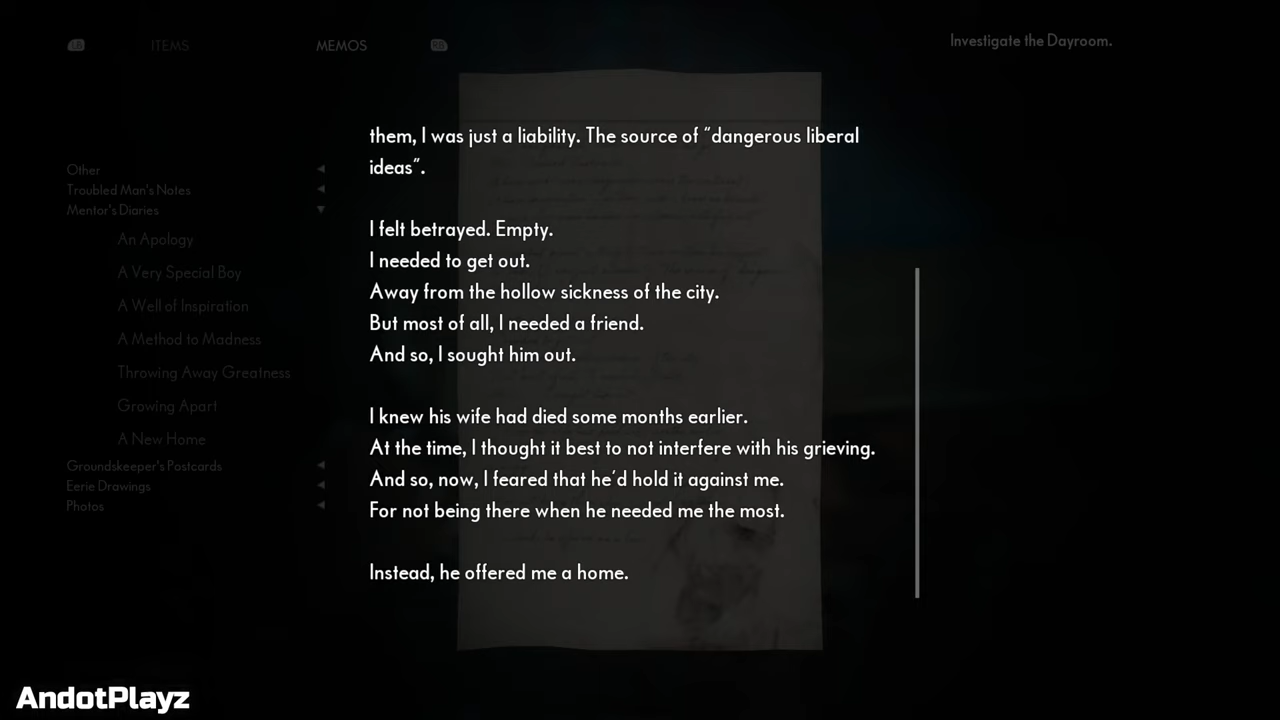 LB
ITEMS
MEMOS
RB
Investigate the Dayroom.
Other
Troubled Man's Notes
Mentor's Diaries
An Apology
A Very Special Boy
A Well of Inspiration
A Method to Madness
Throwing Away Greatness
Growing Apart
A New Home
Groundskeeper's Postcards
Eerie Drawings
Photos
them, I was just a liability. The source of "dangerous liberal
ideas".
I felt betrayed. Empty.
I needed to get out.
Away from the hollow sickness of the city.
But most of all, I needed a friend.
And so, I sought him out.
I knew his wife had died some months earlier.
At the time, I thought it best to not interfere with his grieving.
And so, now, I feared that he'd hold it against me.
For not being there when he needed me the most.
Instead, he offered me a home.
AndotPlayz